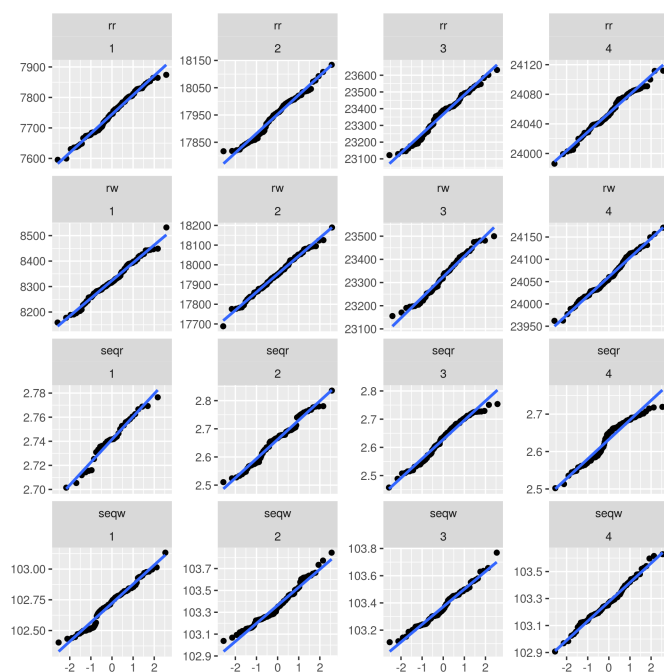 rr rr rr rr
1 2 3 4
7900 18150 23600 24120
7800 18050 23500 24080
7700 17950 23400 24040
7600 17850 23300 24000
23200
23100
rw rw rw rw
1 2 3 4
8500 18200 23500 24150
8400 18100 23400 24100
8300 18000 23300 24050
8200 17900 23200 24000
17800 23100 23950
17700
seqr seqr seqr seqr
1 2 3 4
2.78 2.8 2.8 2.7
2.76 2.7 2.7 2.6
2.74 2.6 2.6 2.5
2.72 2.5 2.5
2.70
seqw seqw seqw seqw
1 2 3 4
103.00 103.7 103.8 103.5
102.75 103.5 103.6 103.3
102.50 103.3 103.4 103.1
103.1 103.2 102.9
102.9
-2 -1 0 1 2 -2 -1 0 1 2 -2 -1 0 1 2 -2 -1 0 1 2